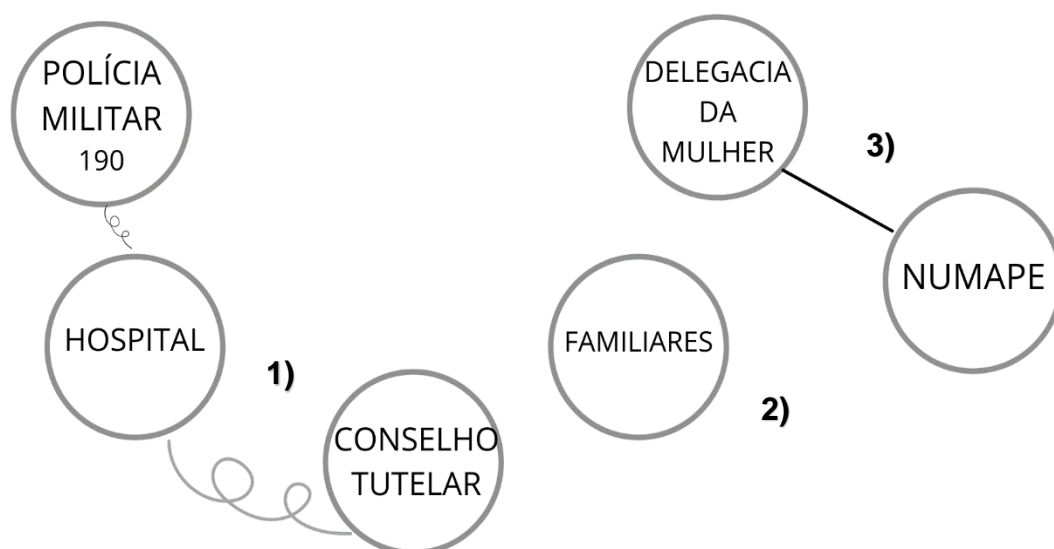 POLÍCIA
MILITAR
190
HOSPITAL
1)
CONSELHO
TUTELAR
DELEGACIA
DA
MULHER
3)
NUMAPE
FAMILIARES
2)